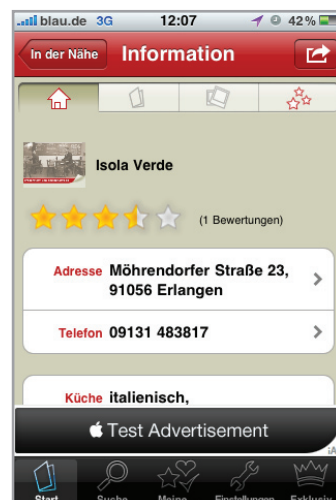 blau.de 3G 12:07 42%
In der Nähe Information
Isola Verde
(1 Bewertungen)
Adresse Möhrendorfer Straße 23,
91056 Erlangen
Telefon 09131 483817
Küche italienisch,
Test Advertisement
iA
Start Suche Meine Einstellungen Exklusiv